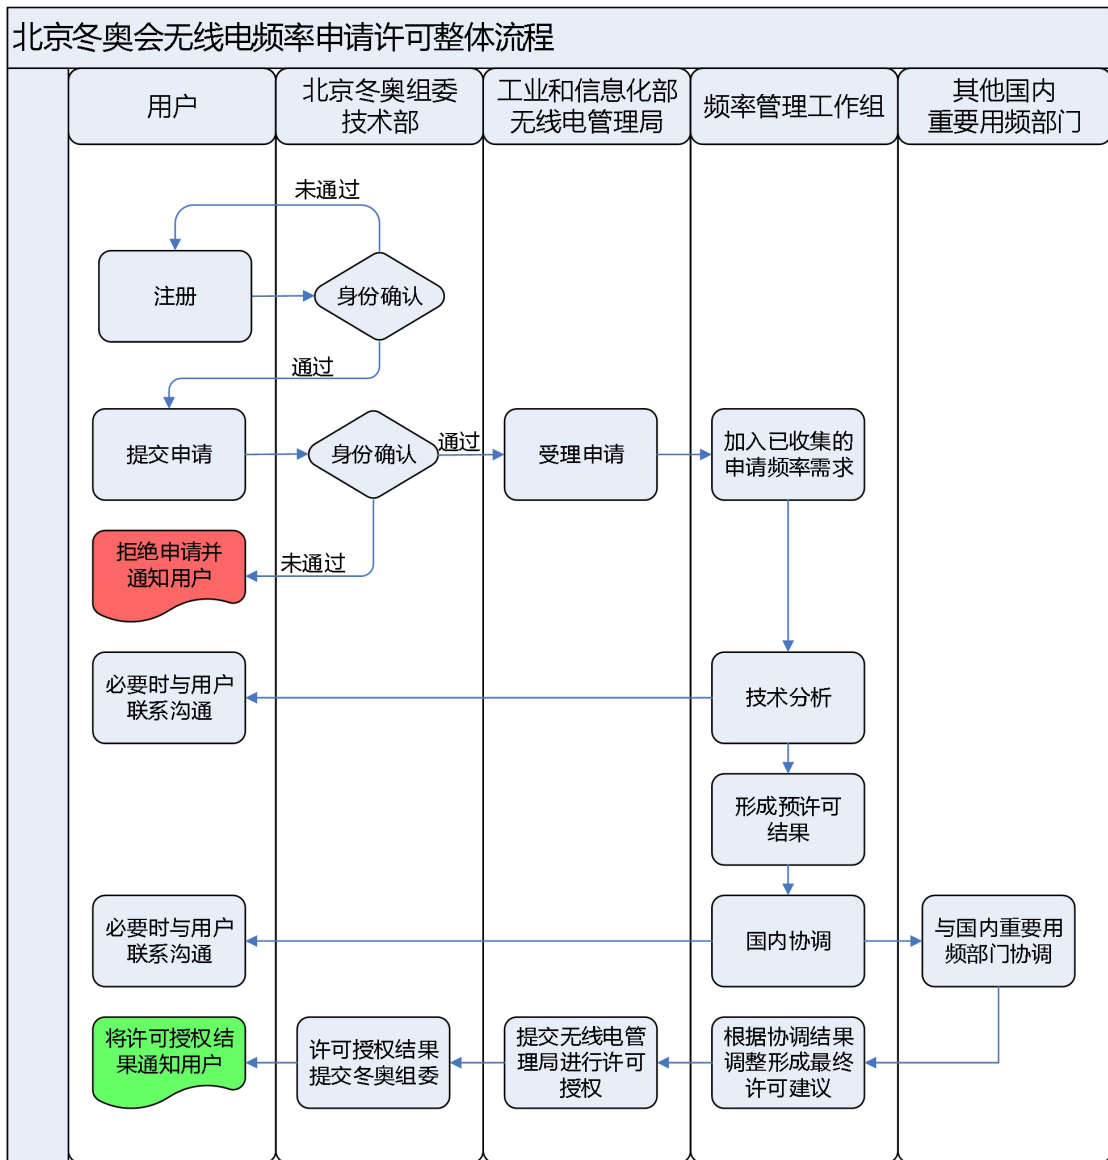 北京冬奥会无线电频率申请许可整体流程
用户
北京冬奥组委
技术部
工业和信息化部
无线电管理局
频率管理工作组
其他国内
重要用频部门
未通过
注册
身份确认
通过
提交申请
身份确认
通过
受理申请
加入已收集的
申请频率需求
拒绝申请并
通知用户
未通过
必要时与用户
联系沟通
技术分析
形成预许可
结果
必要时与用户
联系沟通
国内协调
与国内重要用
频部门协调
将许可授权结
果通知用户
许可授权结果
提交冬奥组委
提交无线电管
理局进行许可
授权
根据协调结果
调整形成最终
许可建议